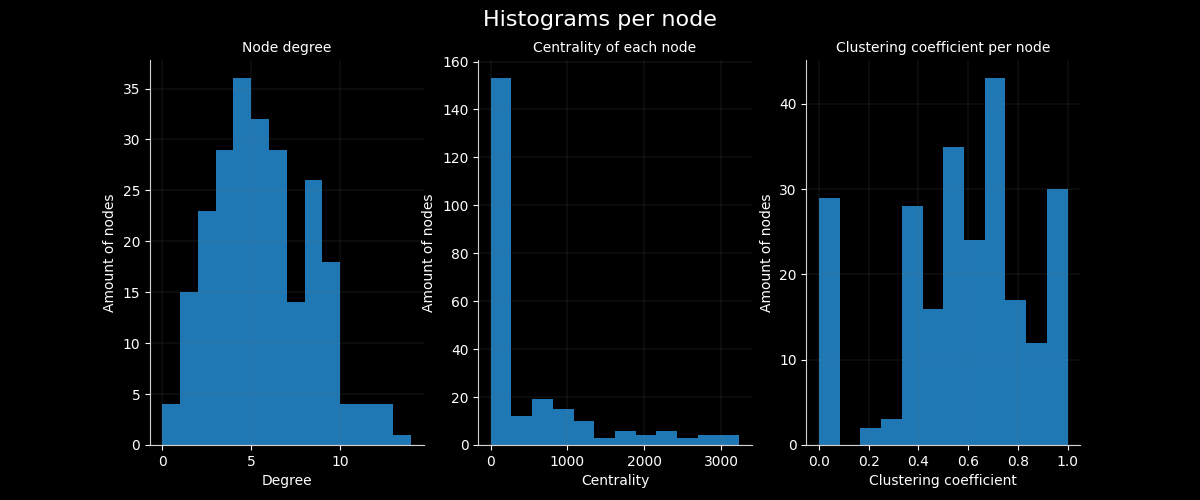 Histograms per node
Node degree
Amount of nodes
35
30
25
20
15
10
5
0
0 5 10
Degree
Centrality of each node
Amount of nodes
160
140
120
100
80
60
40
20
0
0 1000 2000 3000
Centrality
Clustering coefficient per node
Amount of nodes
40
30
20
10
0
0.0 0.2 0.4 0.6 0.8 1.0
Clustering coefficient